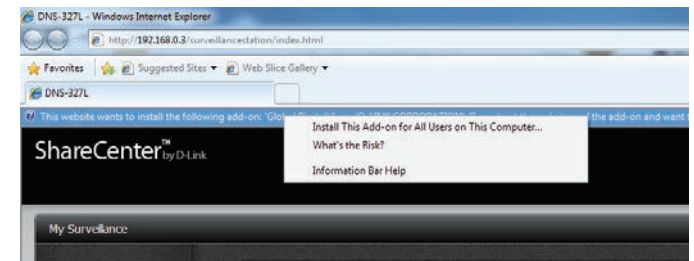 DNS-327L - Windows Internet Explorer
http://192.168.0.3/surveillancestation/index.html
Favorites Suggested Sites Web Slice Gallery
DNS-327L
This website wants to install the following add-on: the add-on and want
Install This Add-on for All Users on This Computer...
What's the Risk?
Information Bar Help
ShareCenter™ by D-Link
My Surveillance